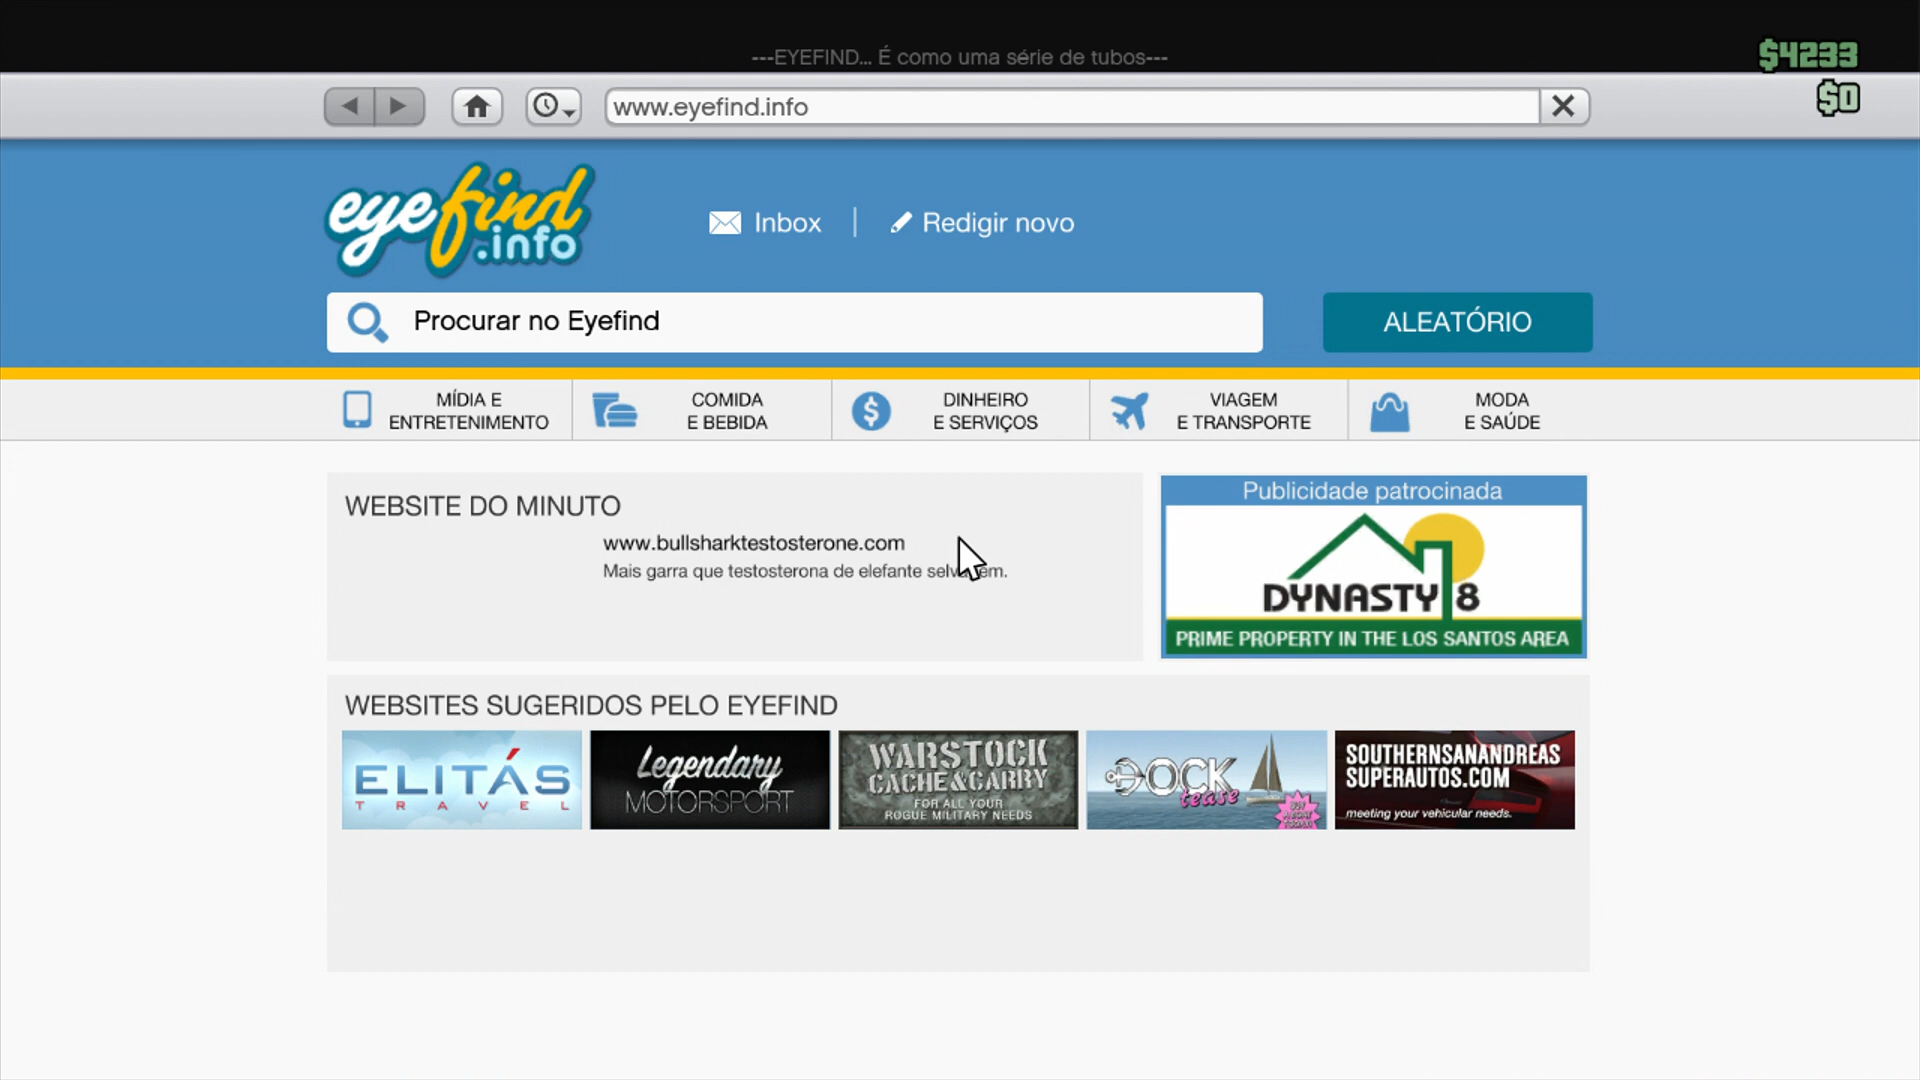 ---EYEFIND... É como uma série de tubos---
$4233
$0
www.eyefind.info
eyefind
.info
Inbox
Redigir novo
Procurar no Eyefind
ALEATÓRIO
MÍDIA E
ENTRETENIMENTO
COMIDA
E BEBIDA
DINHEIRO
E SERVIÇOS
VIAGEM
E TRANSPORTE
MODA
E SAÚDE
WEBSITE DO MINUTO
www.bullsharktestosterone.com
Mais garra que testosterona de elefante selvagem.
Publicidade patrocinada
DYNASTY 8
PRIME PROPERTY IN THE LOS SANTOS AREA
WEBSITES SUGERIDOS PELO EYEFIND
ELITÁS
TRAVEL
Legendary
MOTORSPORT
WARSTOCK
CACHE & CARRY
FOR ALL YOUR
ROGUE MILITARY NEEDS
DOCK
tease
SOUTHERNSANANDREAS
SUPERAUTOS.COM
meeting your vehicular needs.